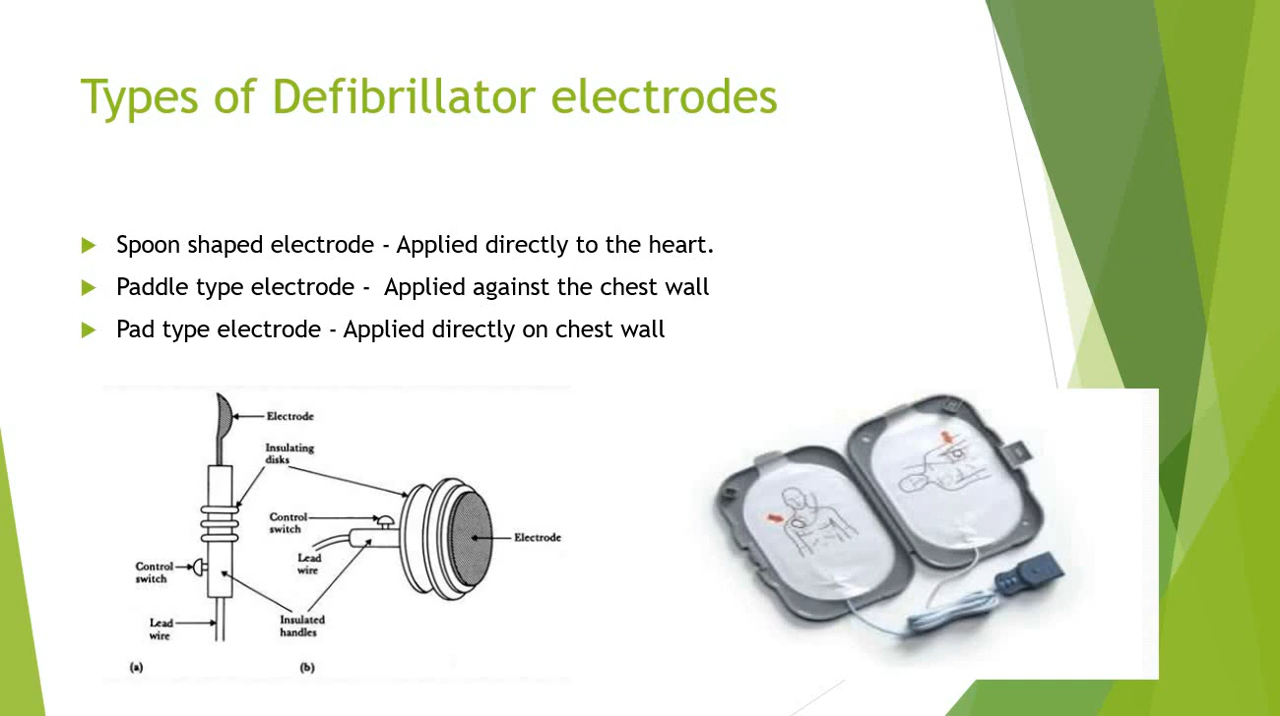 Types of Defibrillator electrodes
Spoon shaped electrode - Applied directly to the heart.
Paddle type electrode -  Applied against the chest wall
Pad type electrode - Applied directly on chest wall
Electrode
Insulating
disks
Control
switch
Lead
wire
Electrode
Control
switch
Insulated
handles
Lead
wire
(a)
(b)